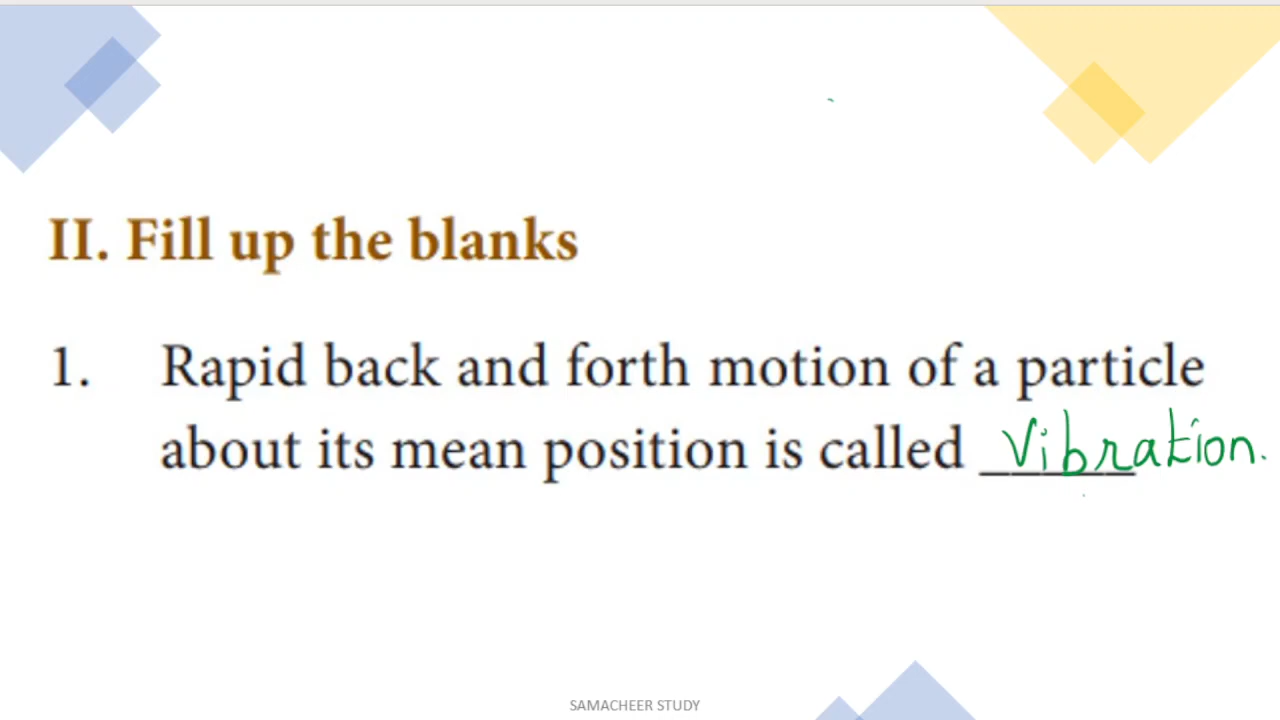 II. Fill up the blanks
1. Rapid back and forth motion of a particle
about its mean position is called ______ Vibration.
SAMACHEER STUDY